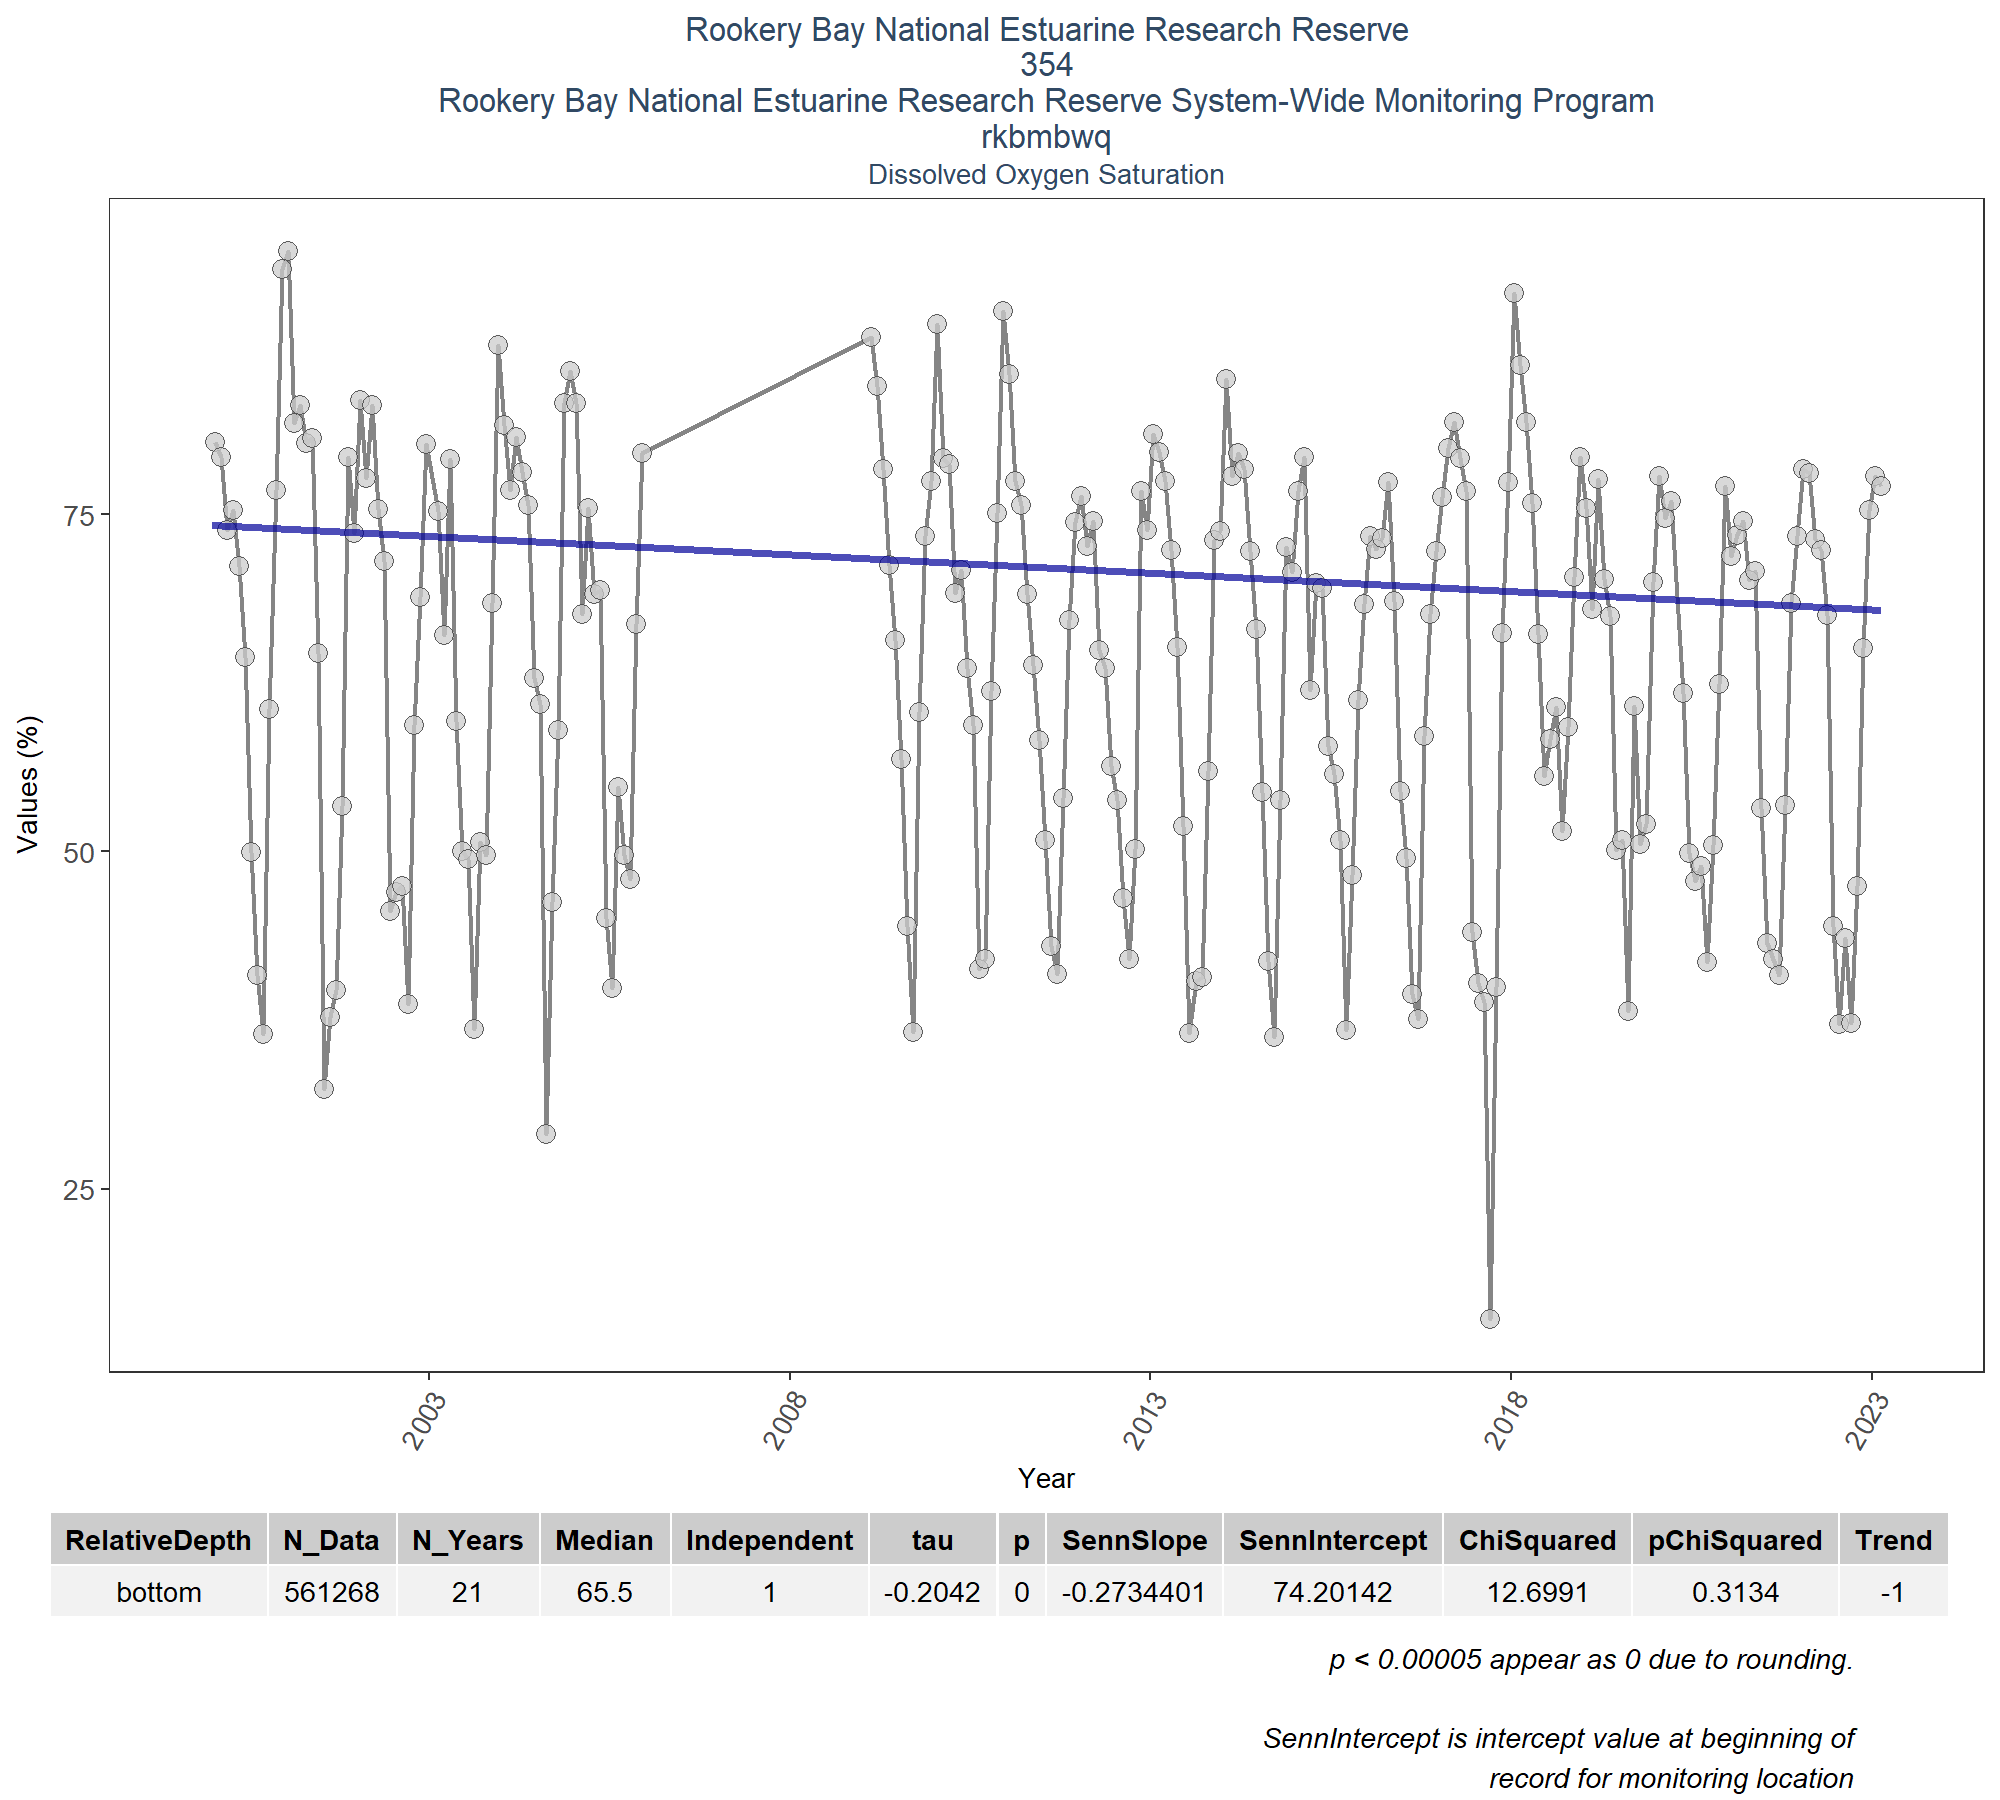 Rookery Bay National Estuarine Research Reserve
354
Rookery Bay National Estuarine Research Reserve System-Wide Monitoring Program
rkbmbwq
Dissolved Oxygen Saturation
Values (%)
75
50
25
2003 2008 2013 2018 2023
Year
RelativeDepth N_Data N_Years Median Independent tau p SennSlope SennIntercept ChiSquared pChiSquared Trend
bottom 561268 21 65.5 1 -0.2042 0 -0.2734401 74.20142 12.6991 0.3134 -1
p < 0.00005 appear as 0 due to rounding.
SennIntercept is intercept value at beginning of
record for monitoring location